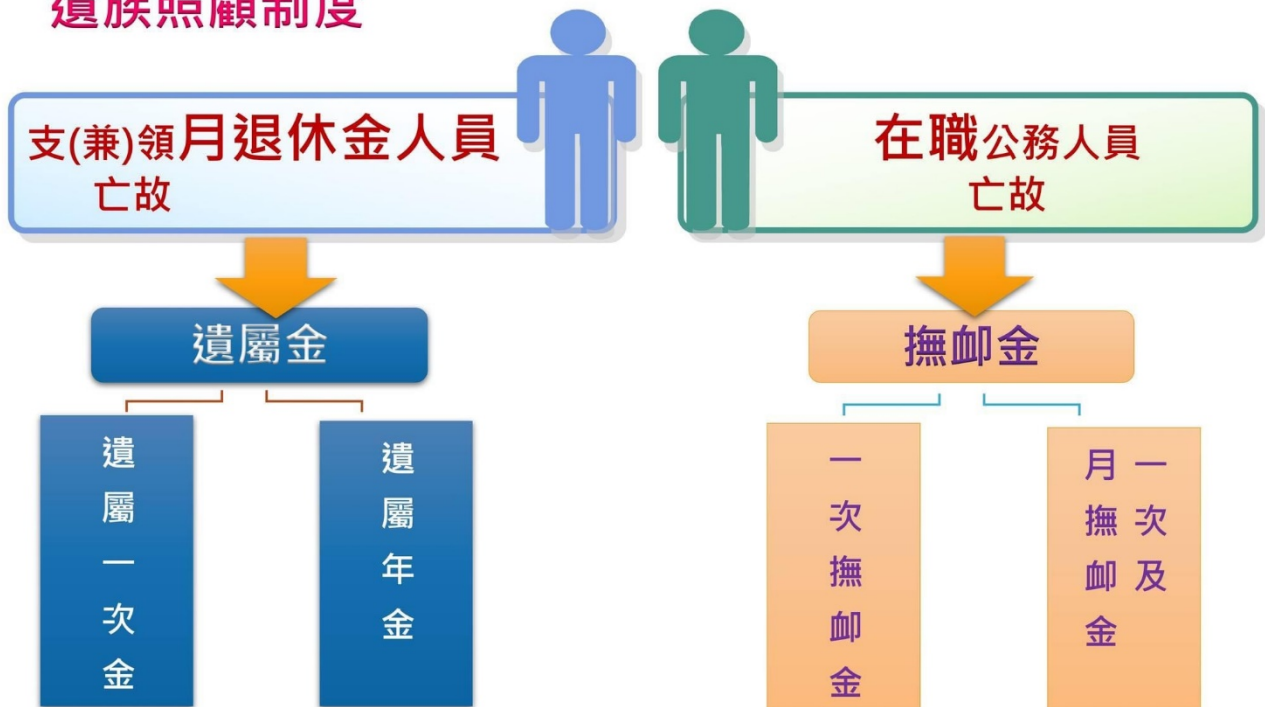 遺族照顧制度
支(兼)領月退休金人員
亡故
在職公務人員
亡故
遺屬金
撫卹金
遺屬一次金
遺屬年金
一次撫卹金
一次及
月撫卹金